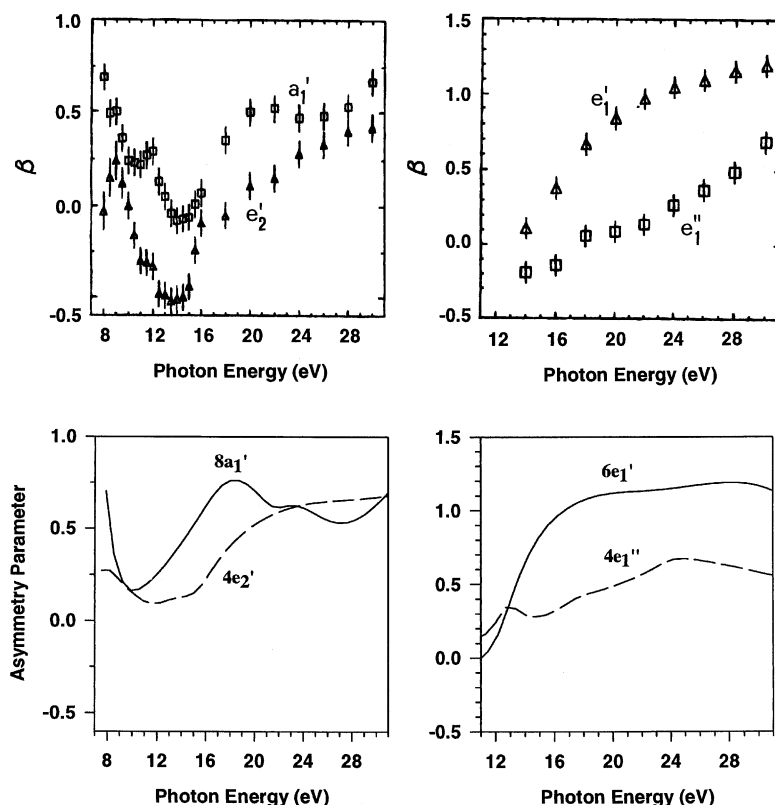 1.0
0.5
0.0
-0.5
β
a₁'
e₂'
8 12 16 20 24 28
Photon Energy (eV)
1.5
1.0
0.5
0.0
-0.5
β
e₁'
e₁''
12 16 20 24 28
Photon Energy (eV)
1.0
0.5
0.0
-0.5
Asymmetry Parameter
8a₁'
4e₂'
8 12 16 20 24 28
Photon Energy (eV)
1.5
1.0
0.5
0.0
-0.5
6e₁'
4e₁''
12 16 20 24 28
Photon Energy (eV)